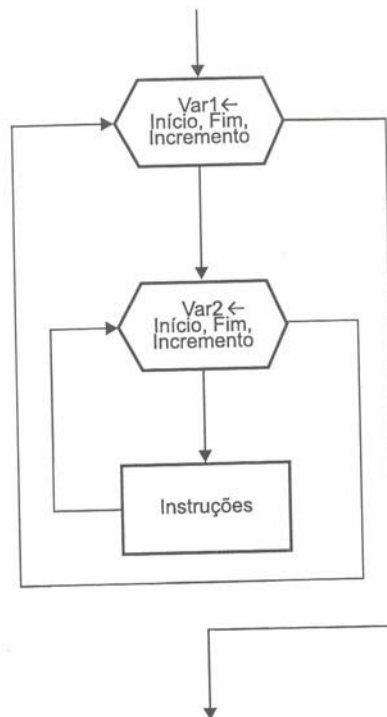 Var1←
Início, Fim,
Incremento
Var2←
Início, Fim,
Incremento
Instruções